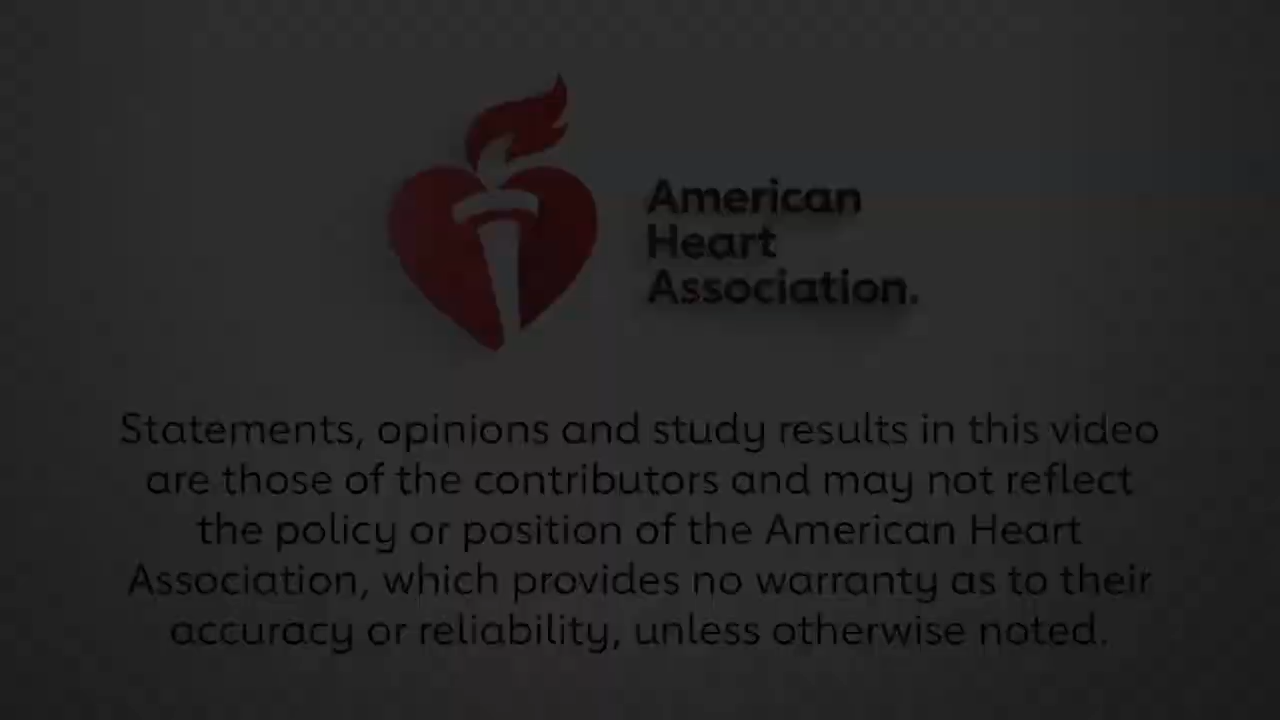 American
Heart
Association.
Statements, opinions and study results in this video
are those of the contributors and may not reflect
the policy or position of the American Heart
Association, which provides no warranty as to their
accuracy or reliability, unless otherwise noted.